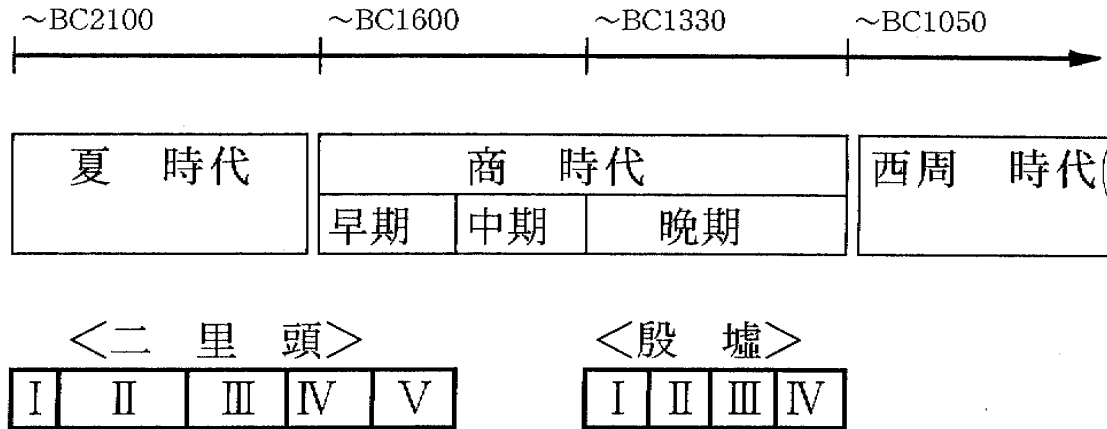 ～BC2100 ～BC1600 ～BC1330 ～BC1050
夏 時代 商 時代 西周 時代(
早期 中期 晩期
＜二 里 頭＞ ＜殷 墟＞
Ⅰ Ⅱ Ⅲ Ⅳ Ⅴ Ⅰ Ⅱ Ⅲ Ⅳ